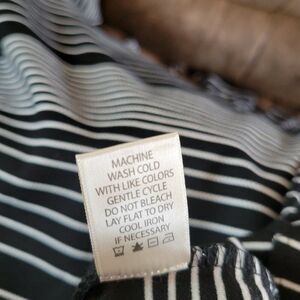 MACHINE
WASH COLD
WITH LIKE COLORS
GENTLE CYCLE
DO NOT BLEACH
LAY FLAT TO DRY
COOL IRON
IF NECESSARY